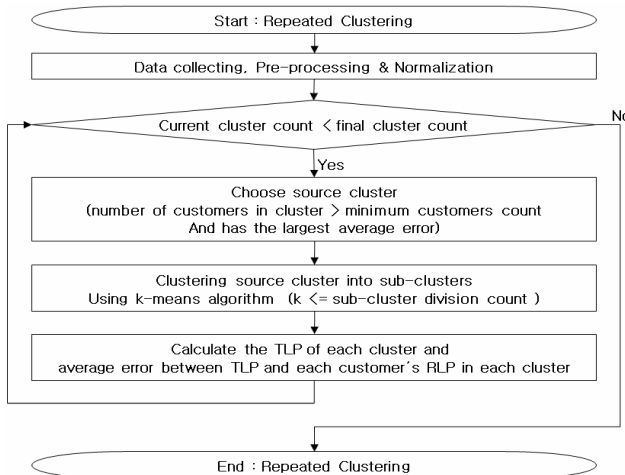 Start : Repeated Clustering
Data collecting, Pre-processing & Normalization
Current cluster count < final cluster count
No
Yes
Choose source cluster
(number of customers in cluster > minimum customers count
And has the largest average error)
Clustering source cluster into sub-clusters
Using k-means algorithm (k <= sub-cluster division count )
Calculate the TLP of each cluster and
average error between TLP and each customer's RLP in each cluster
End : Repeated Clustering